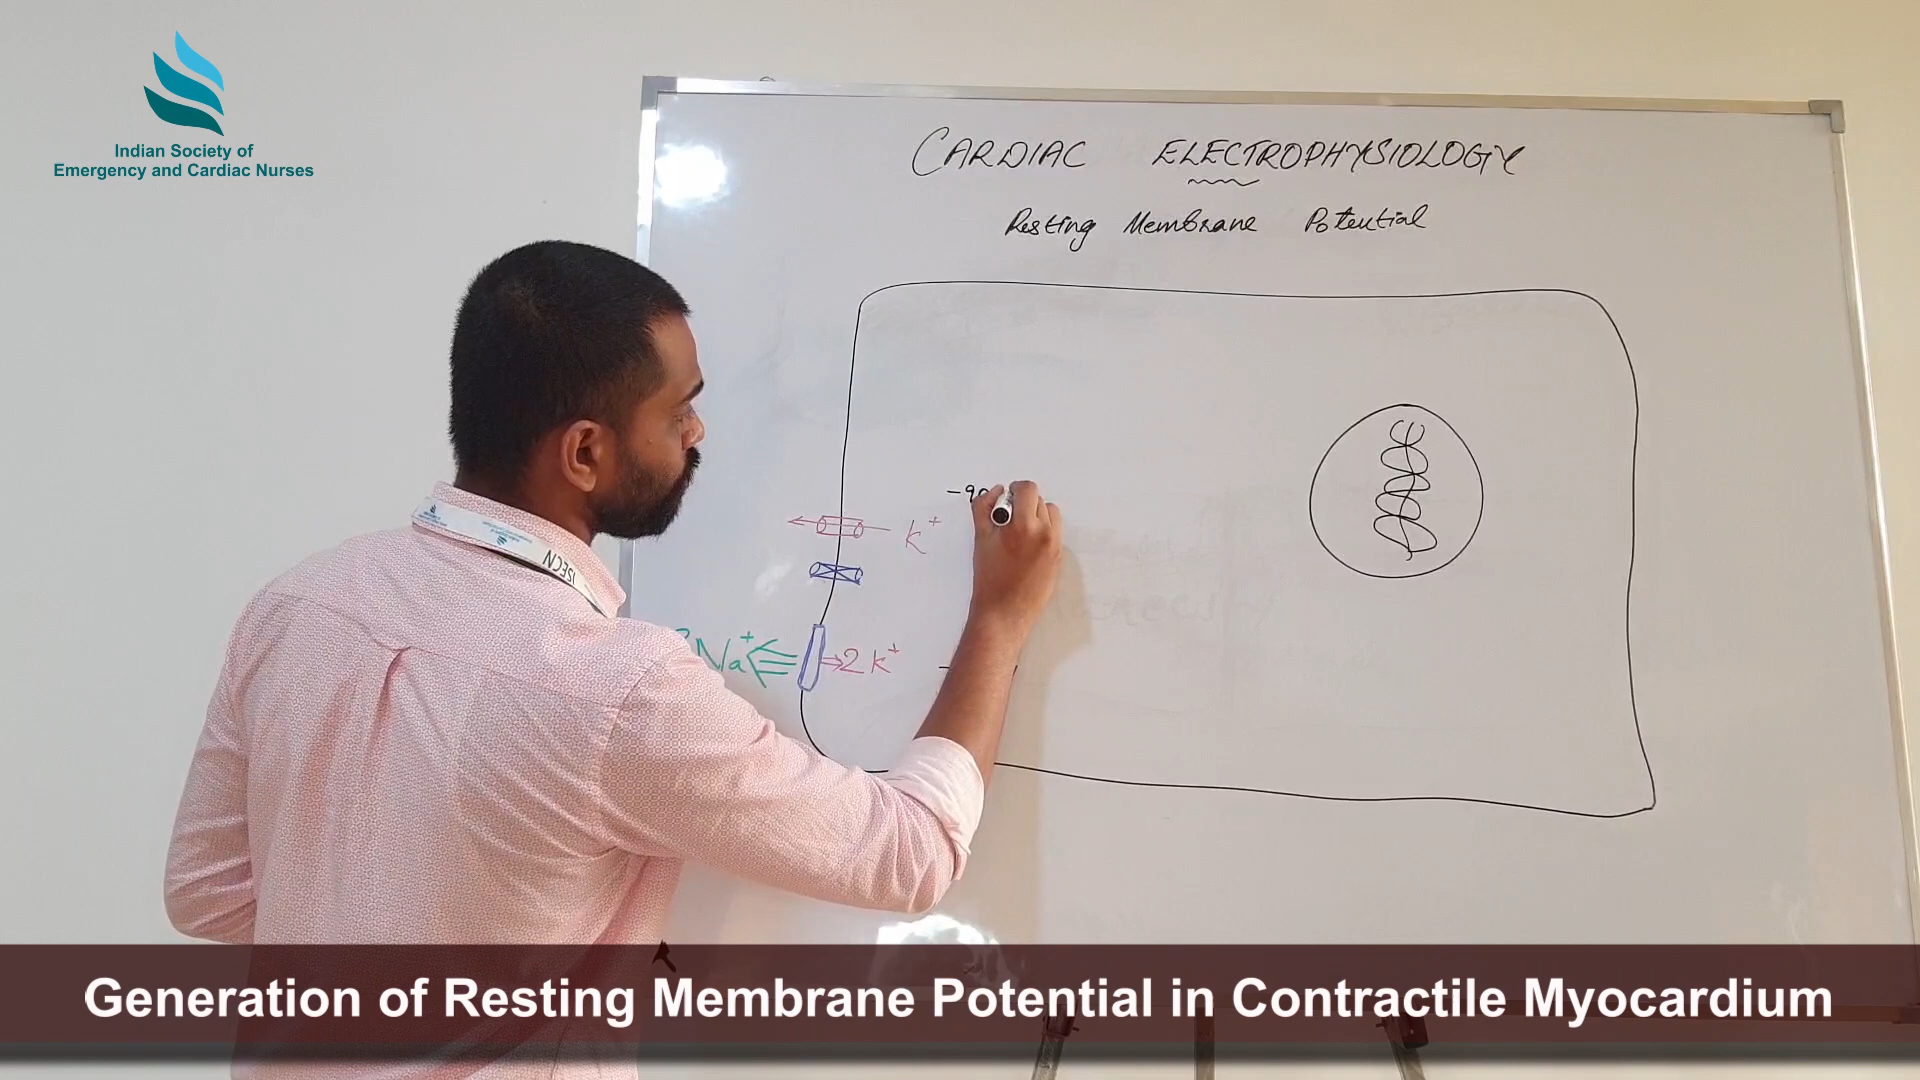 Indian Society of
Emergency and Cardiac Nurses
CARDIAC ELECTROPHYSIOLOGY
Resting Membrane Potential
-90
K+
ISECN
Na+
2K+
Generation of Resting Membrane Potential in Contractile Myocardium